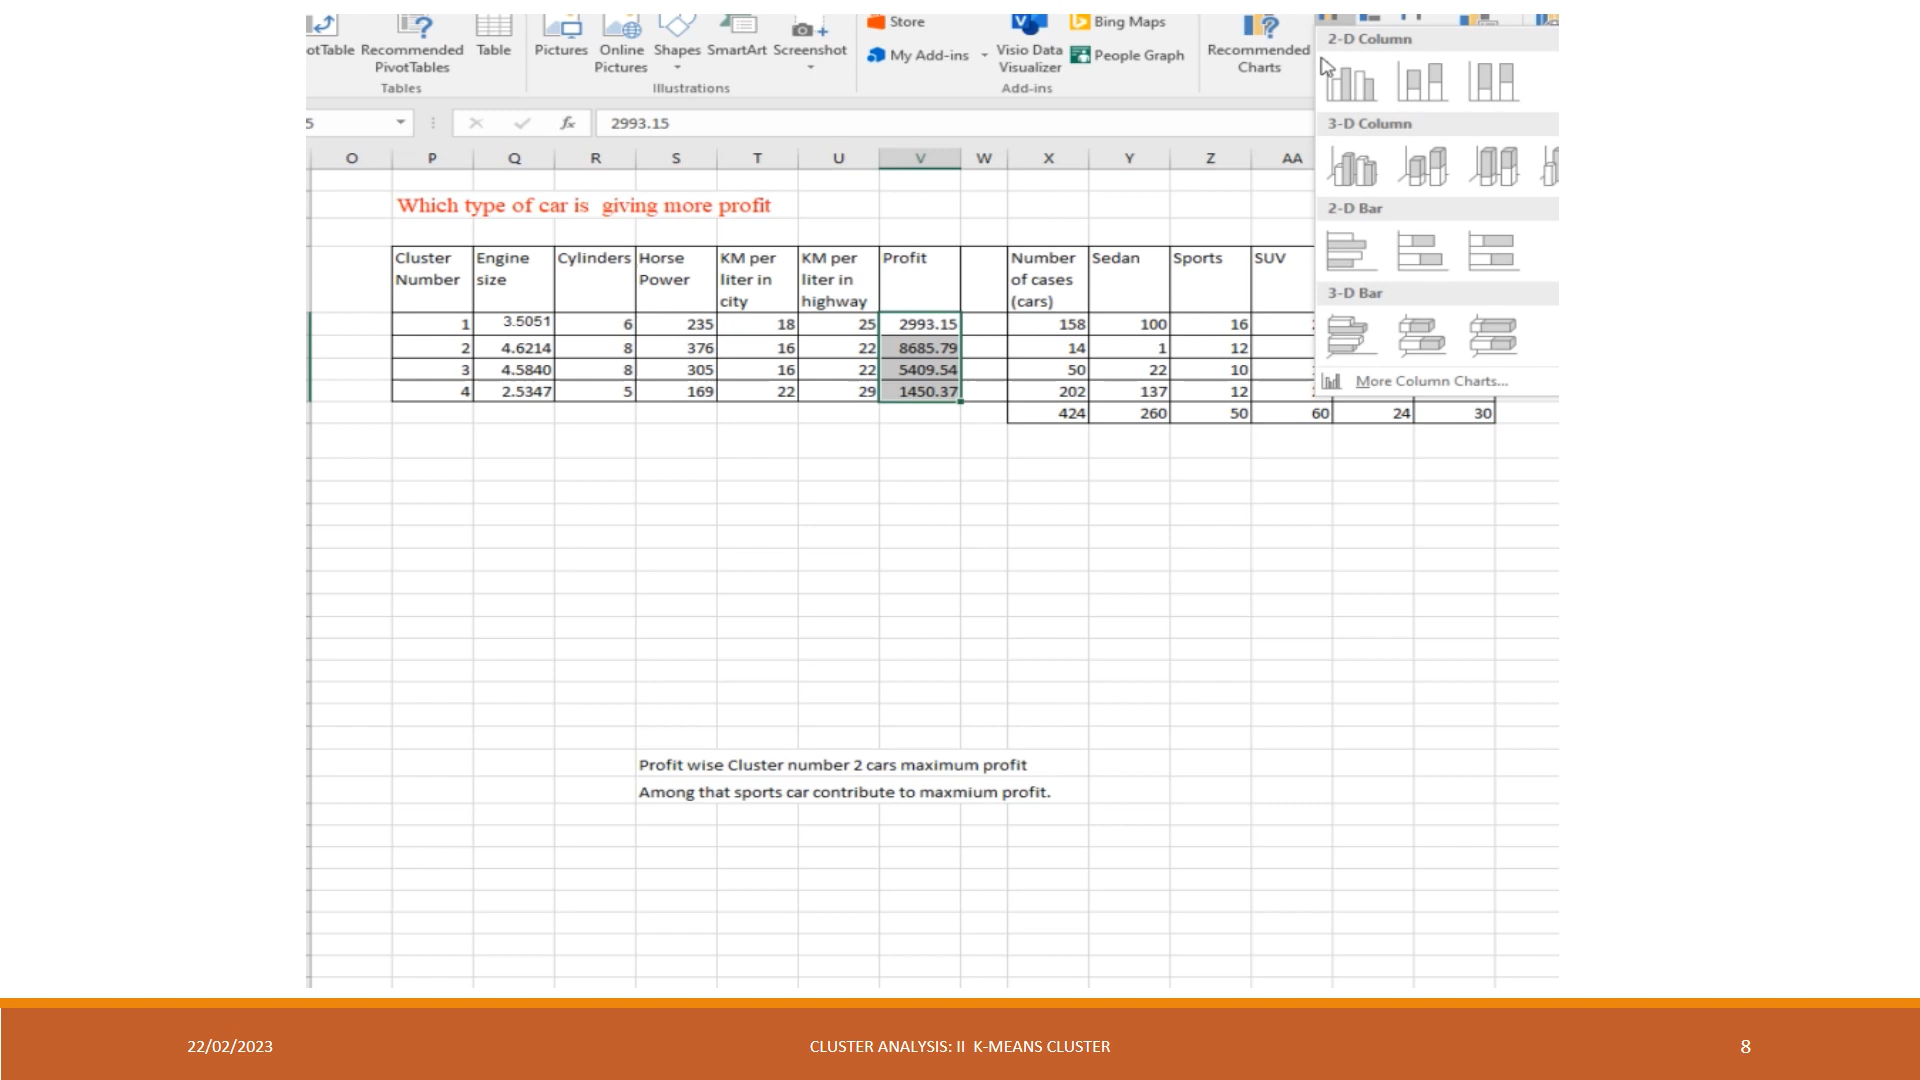 otTable Recommended PivotTables Table Pictures Online Pictures Shapes SmartArt Screenshot Store My Add-ins Visio Data Visualizer Bing Maps People Graph Recommended Charts
Tables Illustrations Add-ins
2-D Column
3-D Column
2-D Bar
3-D Bar
More Column Charts...
5 fx 2993.15
O P Q R S T U V W X Y Z AA
Which type of car is giving more profit
Cluster Number Engine size Cylinders Horse Power KM per liter in city KM per liter in highway Profit Number of cases (cars) Sedan Sports SUV
1 3.5051 6 235 18 25 2993.15 158 100 16
2 4.6214 8 376 16 22 8685.79 14 1 12
3 4.5840 8 305 16 22 5409.54 50 22 10
4 2.5347 5 169 22 29 1450.37 202 137 12
424 260 50 60 24 30
Profit wise Cluster number 2 cars maximum profit
Among that sports car contribute to maxmium profit.
22/02/2023 CLUSTER ANALYSIS: II K-MEANS CLUSTER 8